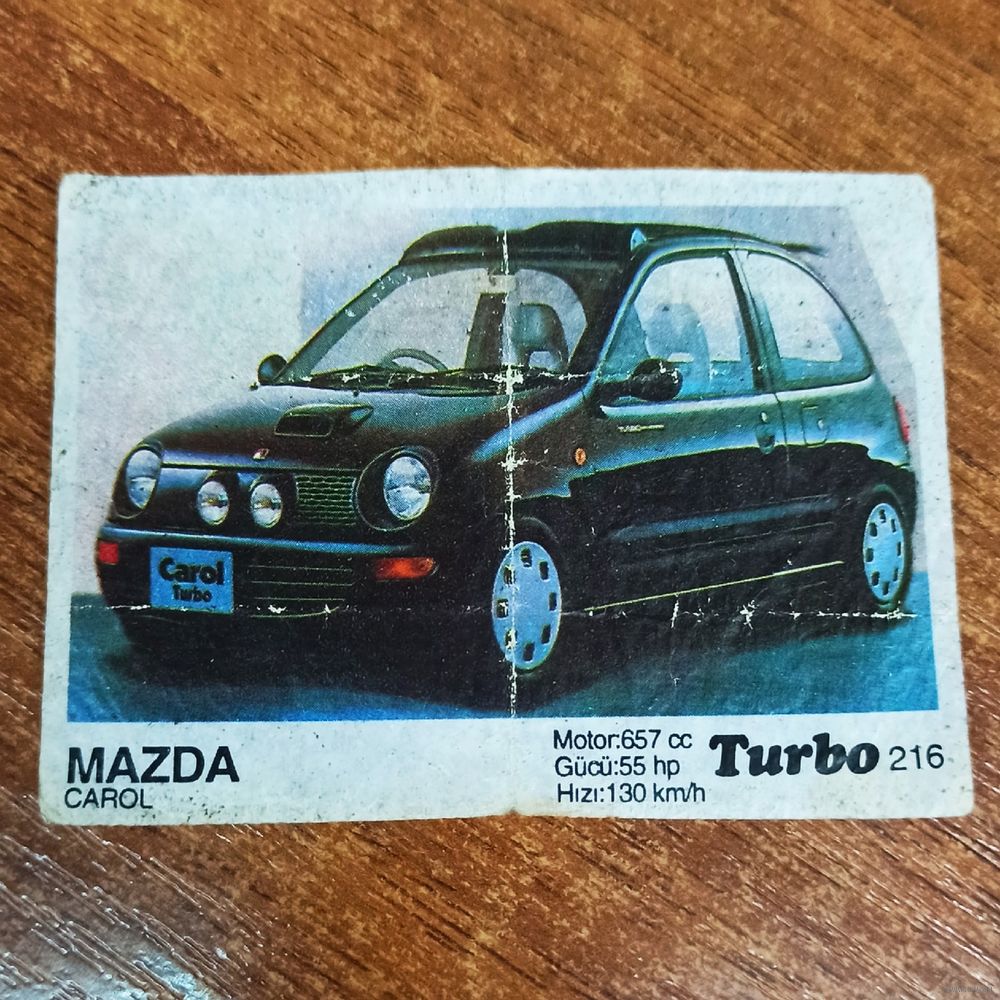 Carol
Turbo
MAZDA
CAROL
Motor:657 cc
Gücü:55 hp
Hızı:130 km/h
Turbo 216